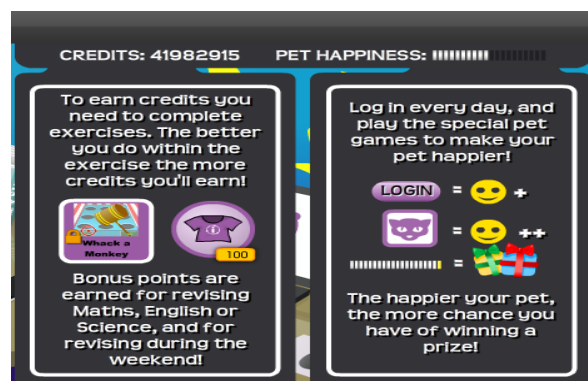 CREDITS: 41982915 PET HAPPINESS:
To earn credits you
need to complete
exercises. The better
you do within the
exercise the more
credits you'll earn!
Whack a
Monkey
100
Bonus points are
earned for revising
Maths, English or
Science, and for
revising during the
weekend!
Log in every day, and
play the special pet
games to make your
pet happier!
LOGIN = +
= ++
=
The happier your pet,
the more chance you
have of winning a
prize!